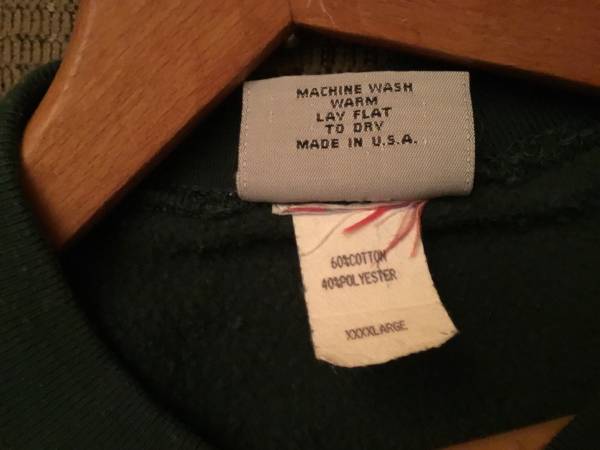 MACHINE WASH
WARM
LAY FLAT
TO DRY
MADE IN U.S.A.
60%COTTON
40%POLYESTER
XXXXLARGE